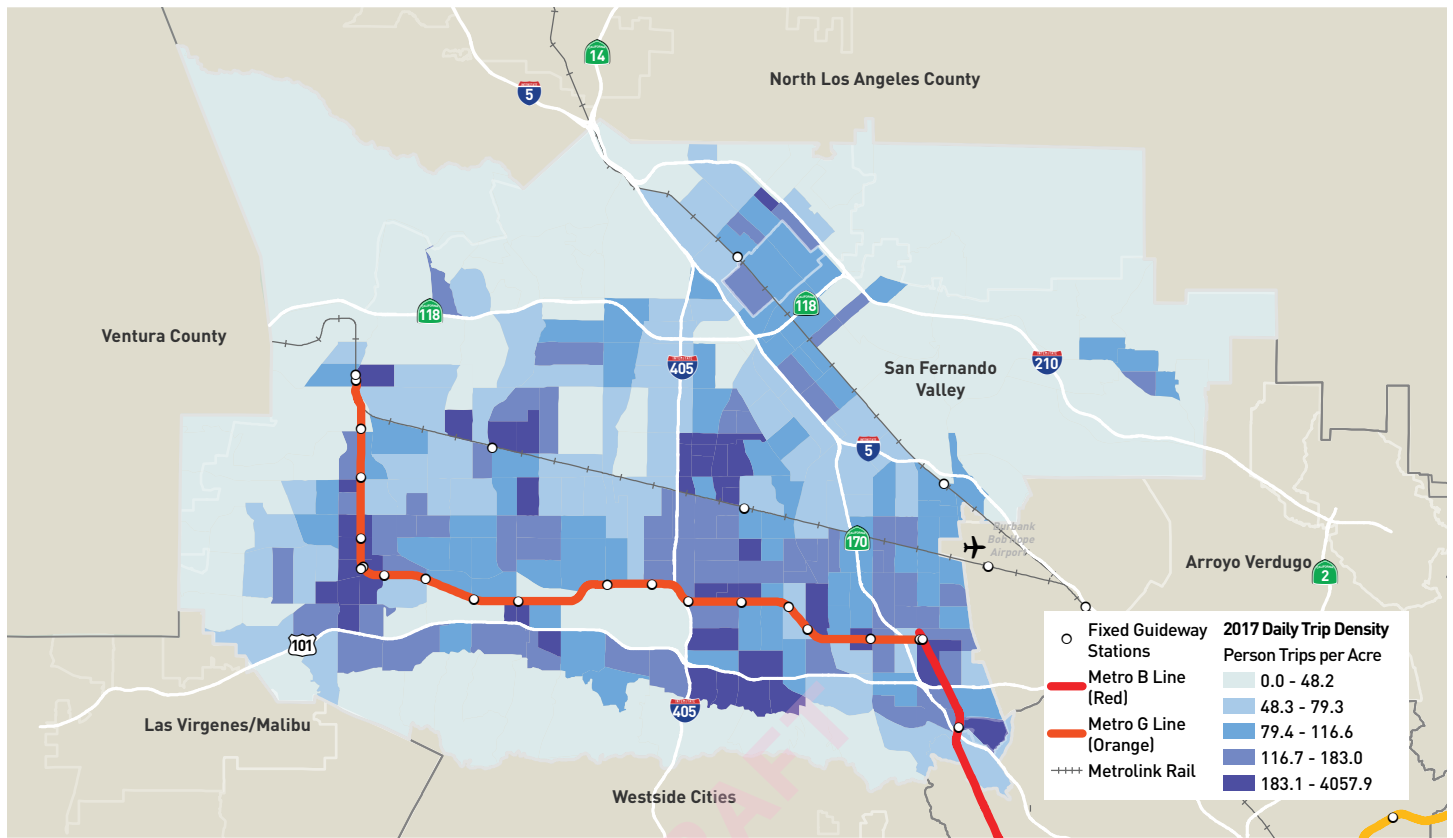 14
North Los Angeles County
5
118
118
Ventura County
405
San Fernando
Valley
210
5
Burbank
Bob Hope
Airport
170
Arroyo Verdugo
2
101
405
Las Virgenes/Malibu
Westside Cities
DRAFT
Fixed Guideway
Stations
Metro B Line
(Red)
Metro G Line
(Orange)
Metrolink Rail
2017 Daily Trip Density
Person Trips per Acre
0.0 - 48.2
48.3 - 79.3
79.4 - 116.6
116.7 - 183.0
183.1 - 4057.9